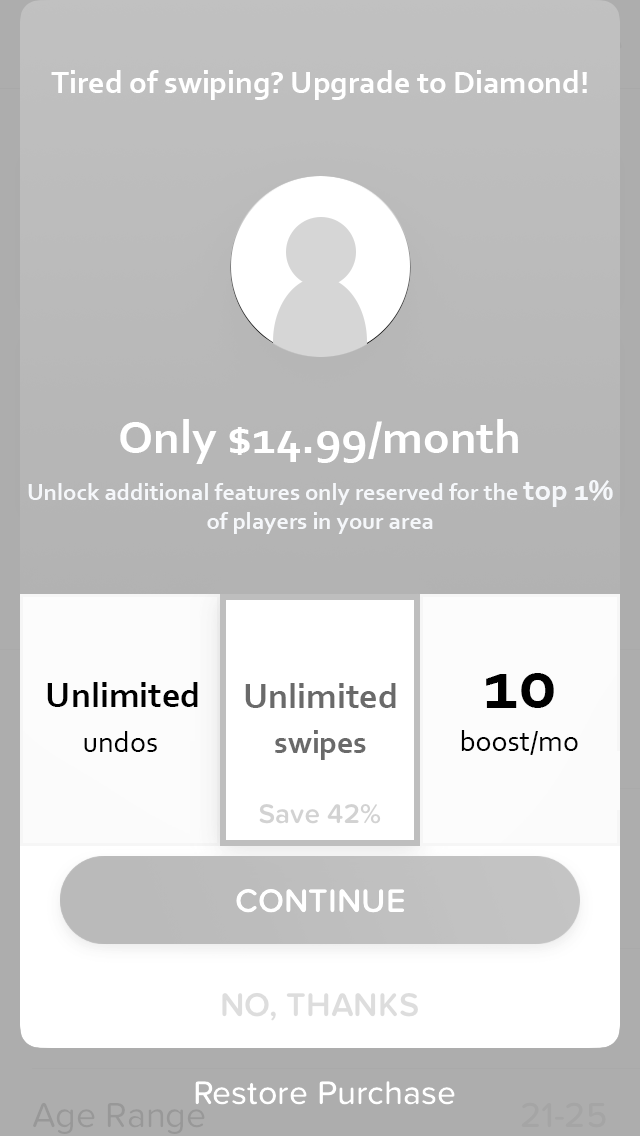 Tired of swiping? Upgrade to Diamond!
Only $14.99/month
Unlock additional features only reserved for the top 1%
of players in your area
Unlimited
undos
Unlimited
swipes
Save 42%
10
boost/mo
CONTINUE
NO, THANKS
Restore Purchase
Age Range 21-25